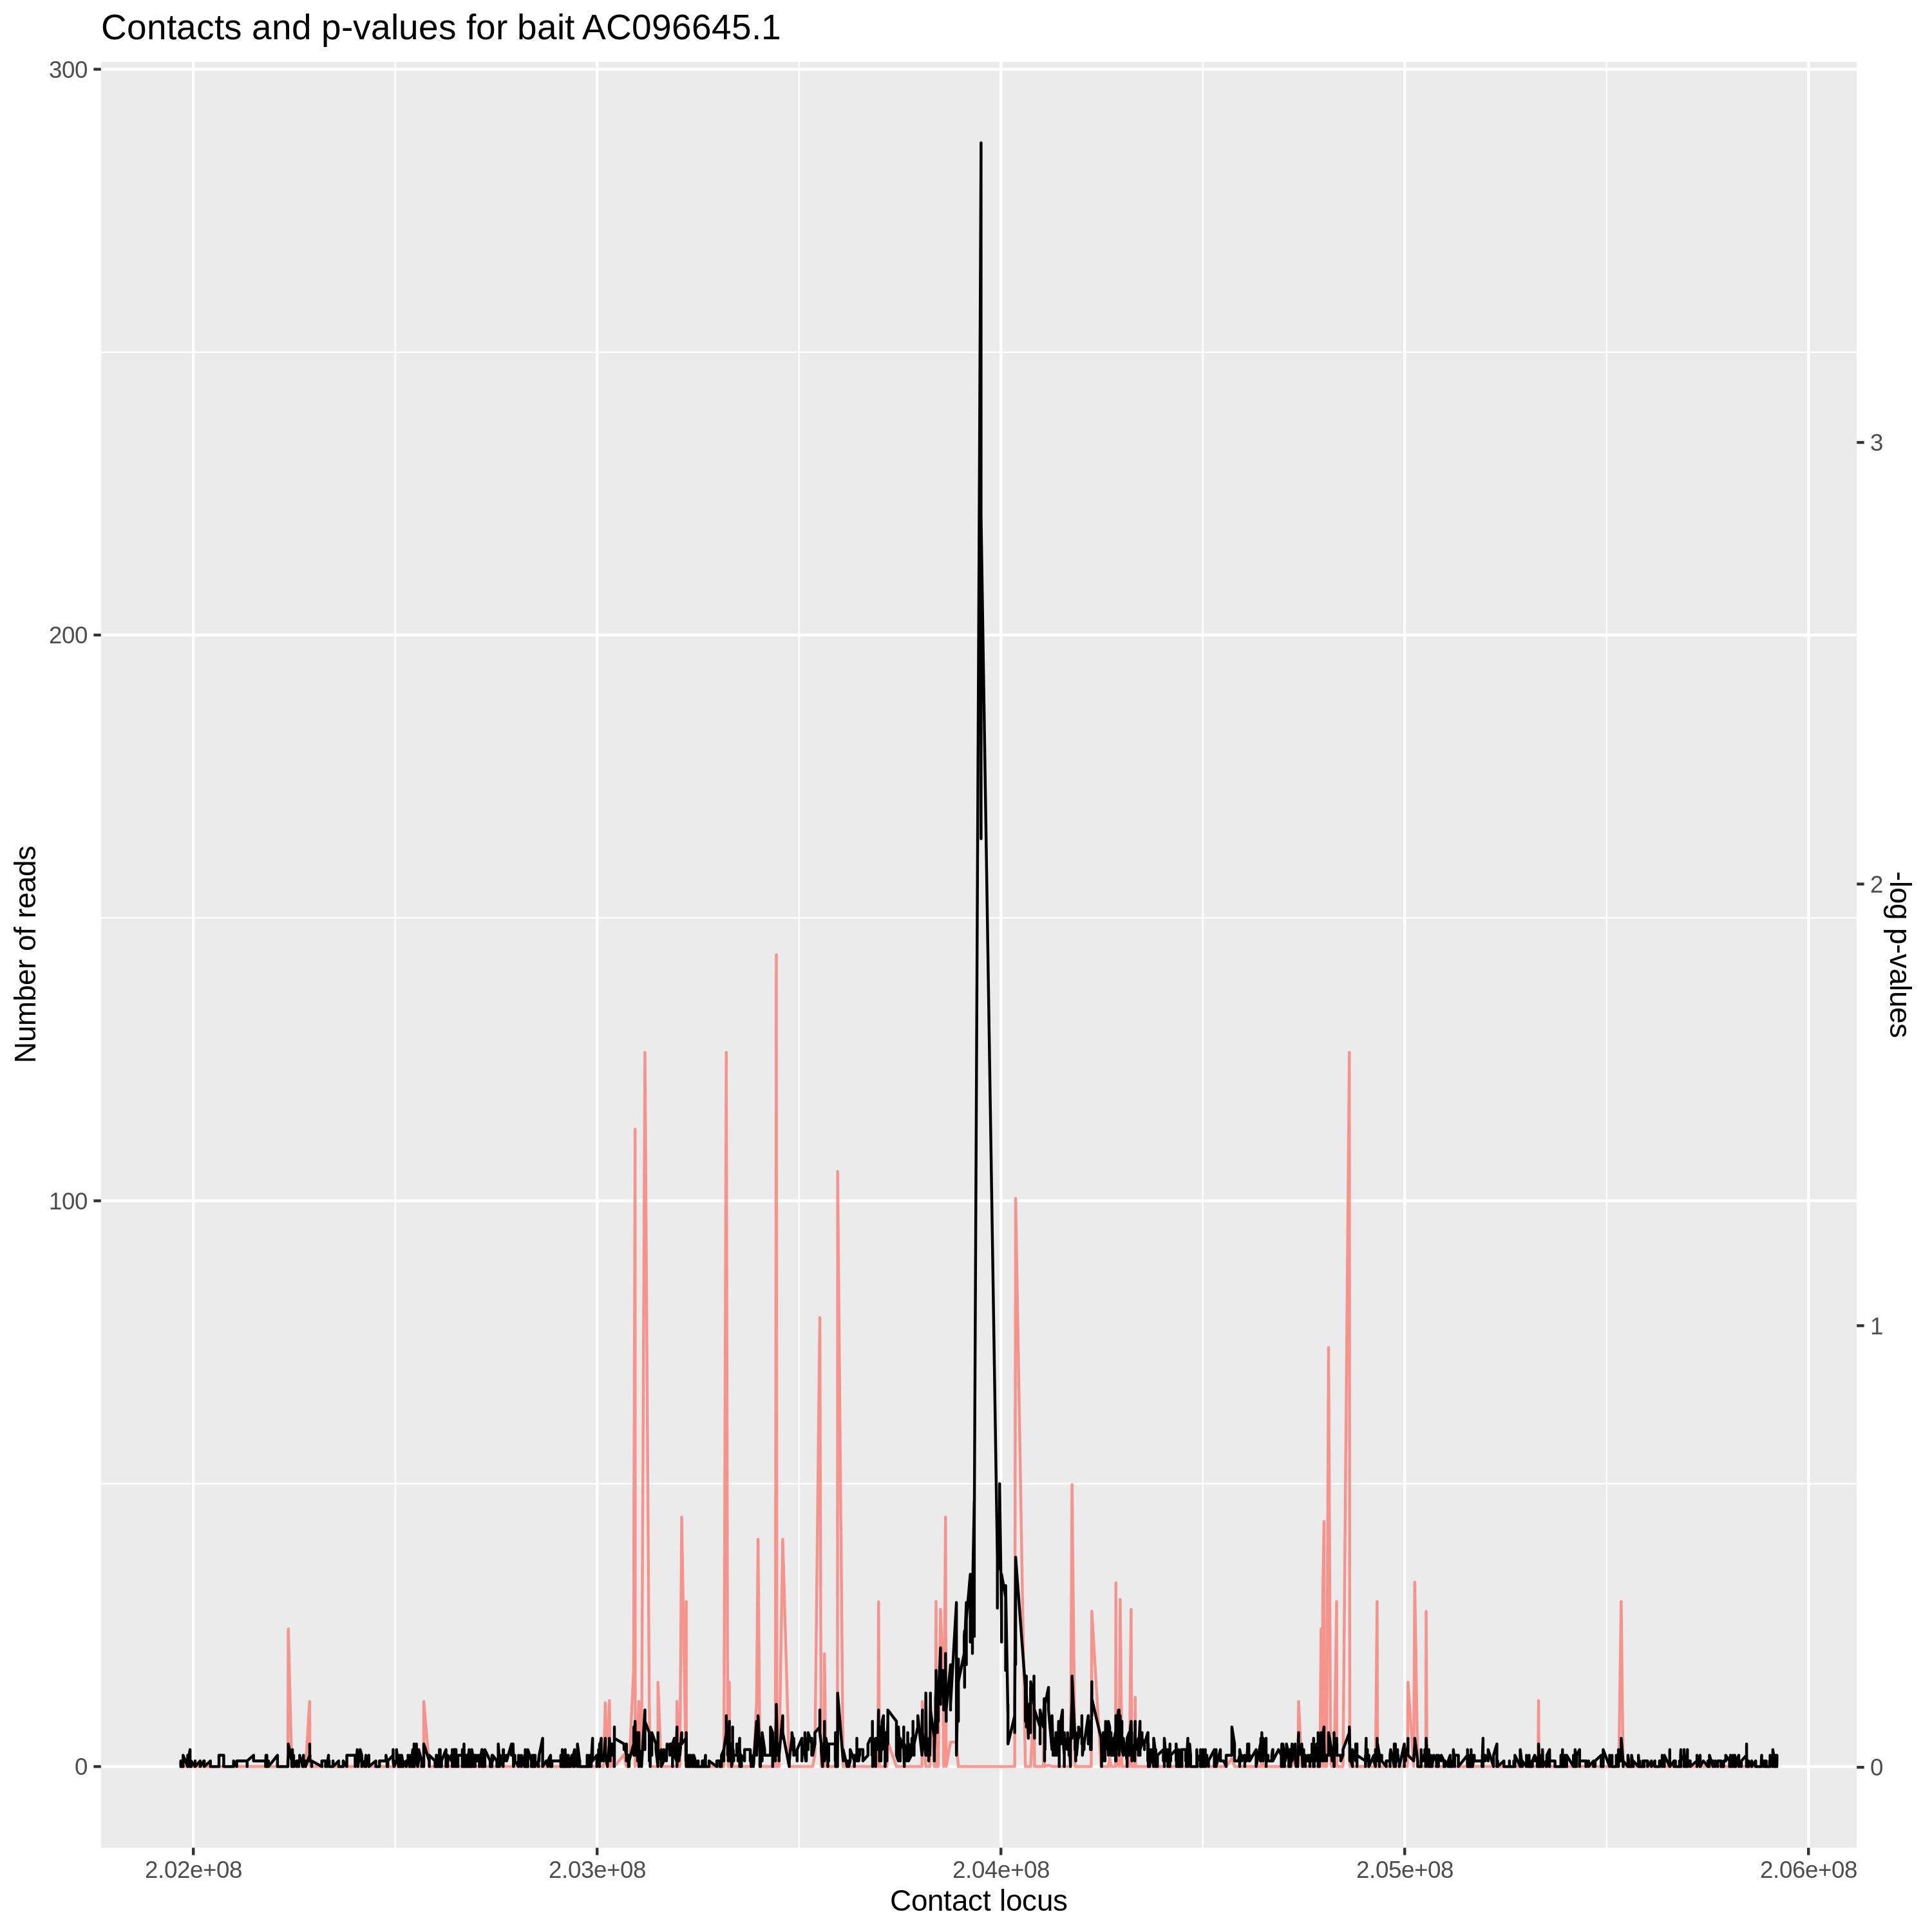 Contacts and p-values for bait AC096645.1
300
200
100
0
Number of reads
3
2
1
0
-log p-values
2.02e+08
2.03e+08
2.04e+08
2.05e+08
2.06e+08
Contact locus